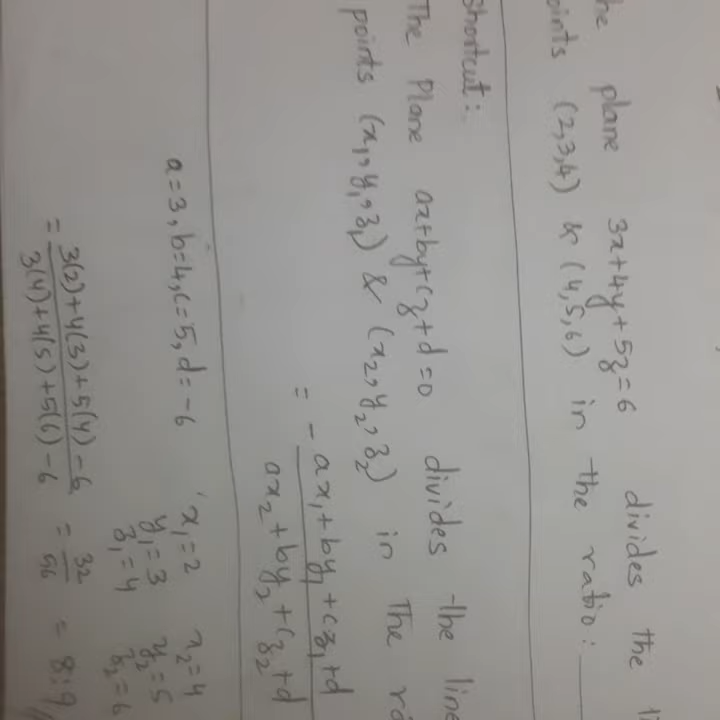 he plane 3x+4y+5z=6 divides the
oints (2,3,4) & (4,5,6) in the ratio:
Shortcut:
The Plane ax+by+cz+d=0 divides the line
points (x₁,y₁,z₁) & (x₂,y₂,z₂) in The
= - ax₁+by₁+cz₁+d
ax₂+by₂+cz₂+d
a=3, b=4, c=5, d=-6 x₁=2 x₂=4
y₁=3 y₂=5
z₁=4 z₂=6
= 3(2)+4(3)+5(4)-6 = 32 = 8:9
3(4)+4(5)+5(6)-6 56